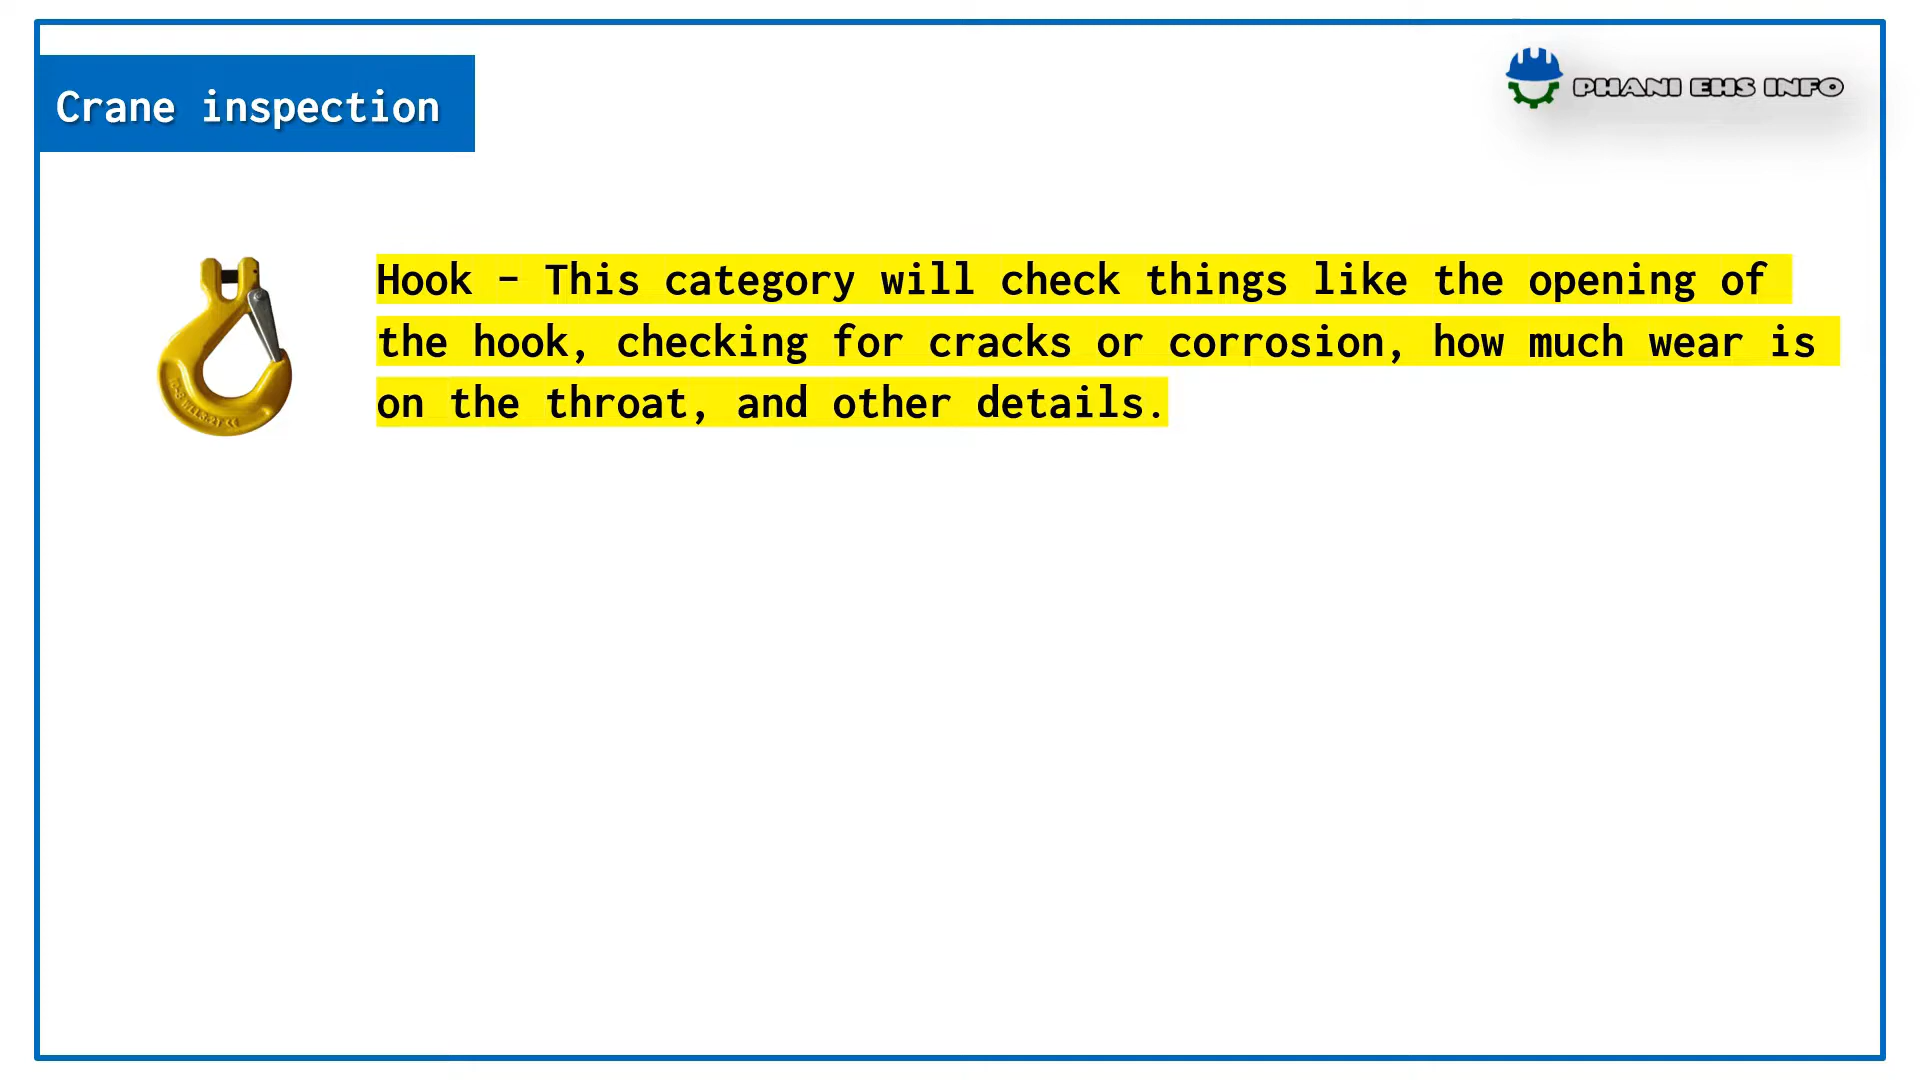 Crane inspection
PHANI EHS INFO
Hook - This category will check things like the opening of
the hook, checking for cracks or corrosion, how much wear is
on the throat, and other details.